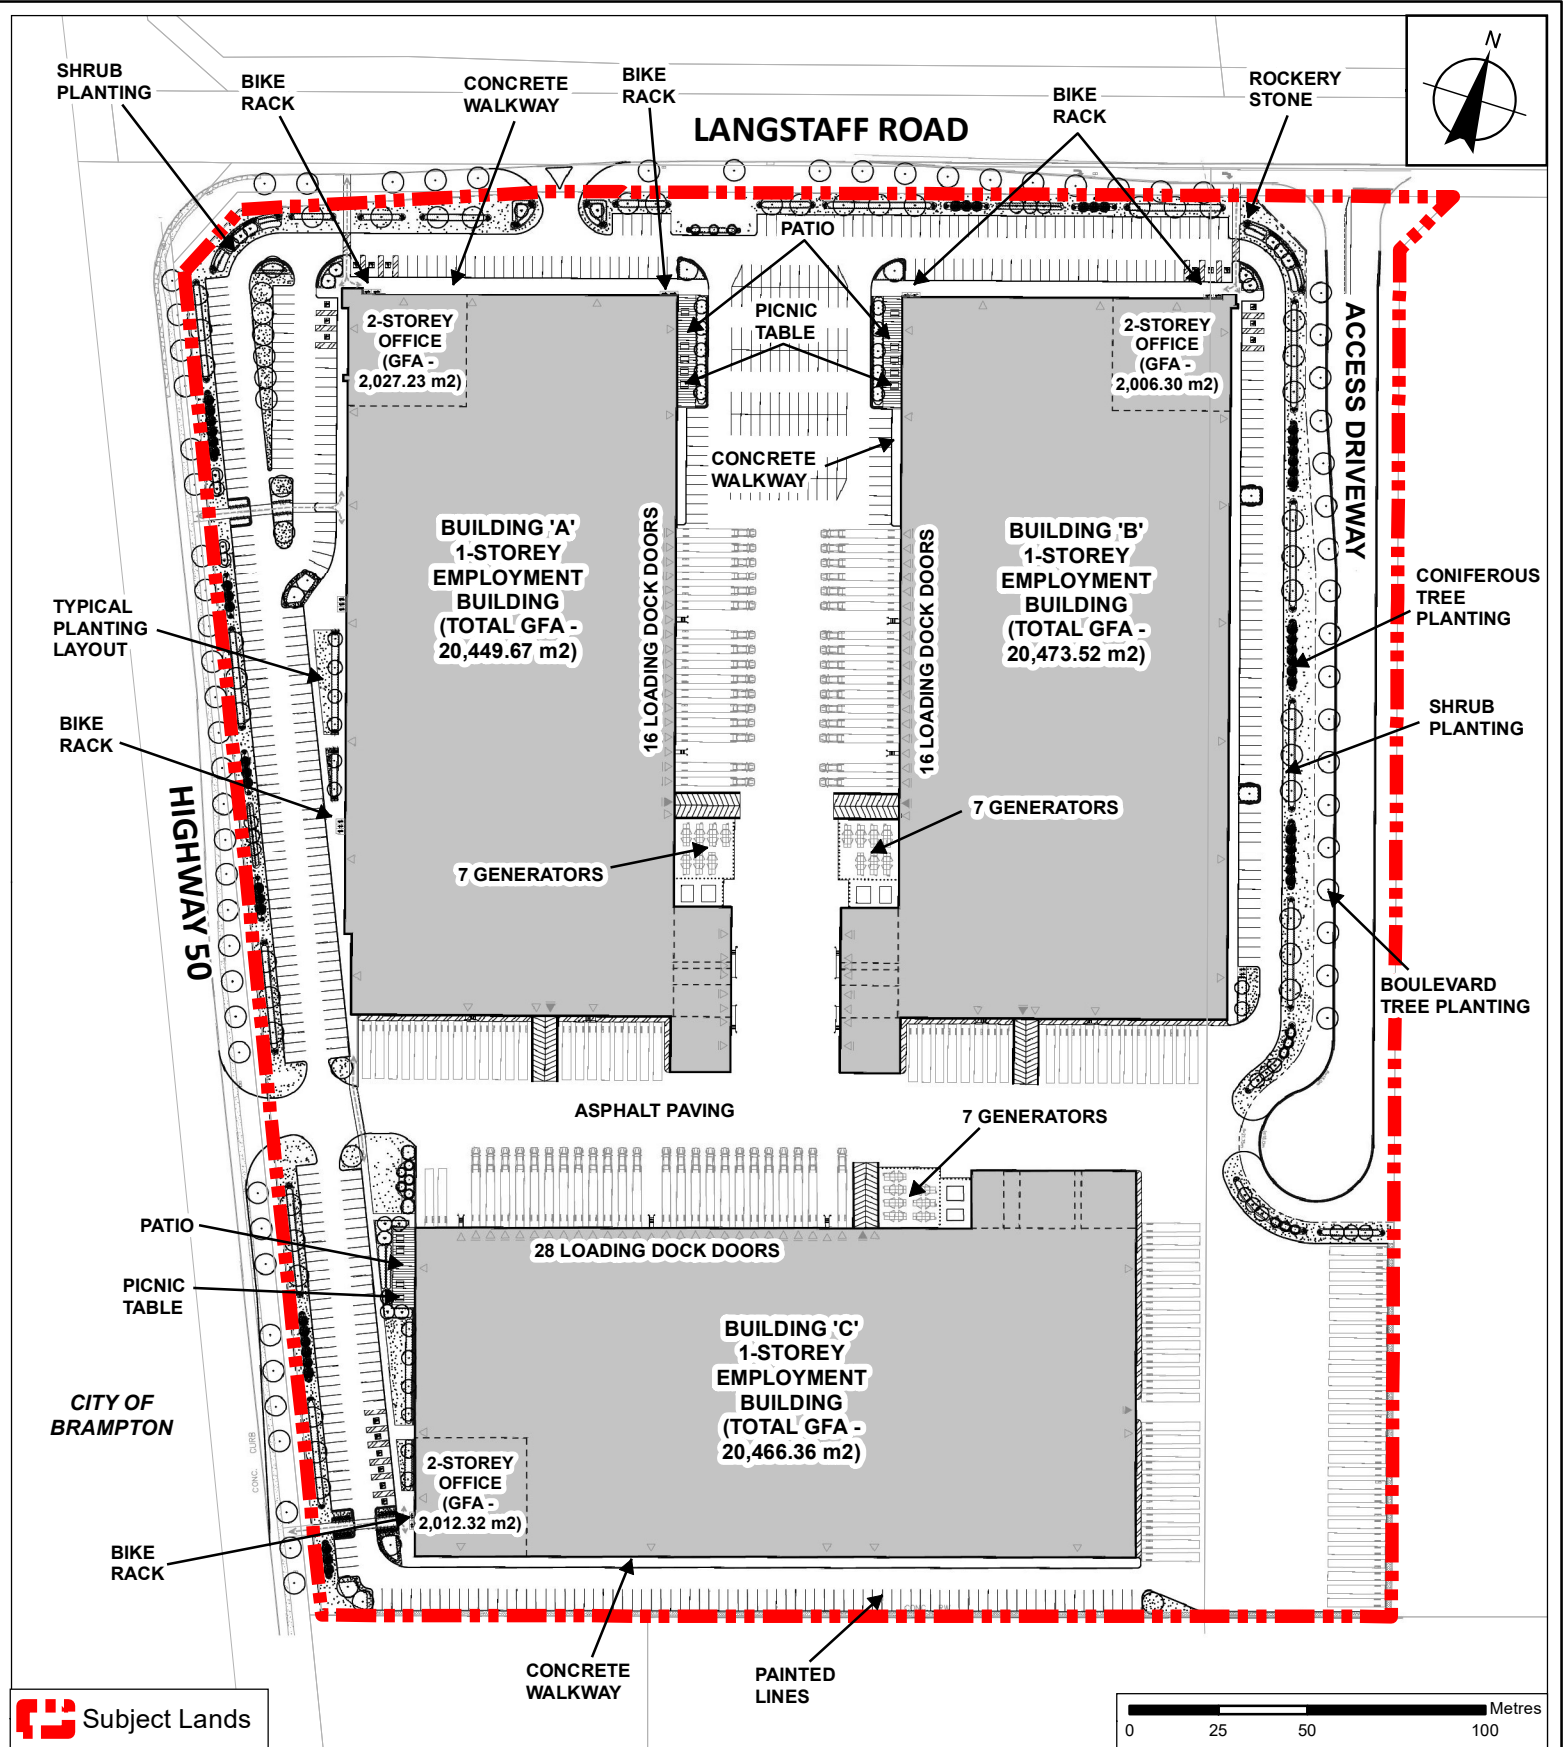 N
SHRUB
PLANTING
BIKE
RACK
CONCRETE
WALKWAY
BIKE
RACK
LANGSTAFF ROAD
BIKE
RACK
ROCKERY
STONE
PATIO
PICNIC
TABLE
2-STOREY
OFFICE
(GFA -
2,027.23 m2)
2-STOREY
OFFICE
(GFA -
2,006.30 m2)
ACCESS DRIVEWAY
CONCRETE
WALKWAY
BUILDING 'A'
1-STOREY
EMPLOYMENT
BUILDING
(TOTAL GFA -
20,449.67 m2)
16 LOADING DOCK DOORS
16 LOADING DOCK DOORS
BUILDING 'B'
1-STOREY
EMPLOYMENT
BUILDING
(TOTAL GFA -
20,473.52 m2)
CONIFEROUS
TREE
PLANTING
TYPICAL
PLANTING
LAYOUT
SHRUB
PLANTING
BIKE
RACK
HIGHWAY 50
7 GENERATORS
7 GENERATORS
BOULEVARD
TREE PLANTING
ASPHALT PAVING
7 GENERATORS
PATIO
28 LOADING DOCK DOORS
PICNIC
TABLE
BUILDING 'C'
1-STOREY
EMPLOYMENT
BUILDING
(TOTAL GFA -
20,466.36 m2)
CITY OF
BRAMPTON
CONC. CURB
2-STOREY
OFFICE
(GFA -
2,012.32 m2)
BIKE
RACK
CONCRETE
WALKWAY
PAINTED
LINES
Subject Lands
Metres
0 25 50 100